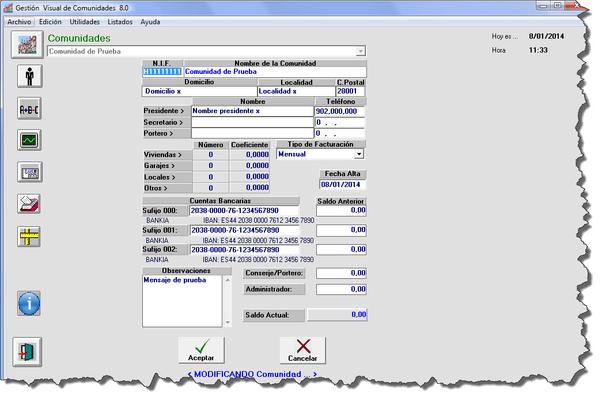 Gestión Visual de Comunidades 8.0
Archivo Edición Utilidades Listados Ayuda
Comunidades
Hoy es ... 8/01/2014
Comunidad de Prueba
Hora 11:33
N.I.F. Nombre de la Comunidad
H11111111 Comunidad de Prueba
Domicilio Localidad C.Postal
Domicilio x Localidad x 28001
Nombre Teléfono
Presidente > Nombre presidente x 902,000,000
Secretario > 0 . .
Portero > 0 . .
Número Coeficiente Tipo de Facturación
Viviendas > 0 0,0000 Mensual
Garajes > 0 0,0000
Locales > 0 0,0000 Fecha Alta
Otros > 0 0,0000 08/01/2014
Cuentas Bancarias Saldo Anterior
Sufijo 000: 2038-0000-76-1234567890 0,00
BANKIA IBAN: ES44 2038 0000 7612 3456 7890
Sufijo 001: 2038-0000-76-1234567890 0,00
BANKIA IBAN: ES44 2038 0000 7612 3456 7890
Sufijo 002: 2038-0000-76-1234567890 0,00
BANKIA IBAN: ES44 2038 0000 7612 3456 7890
Observaciones Conserje/Portero: 0,00
Mensaje de prueba
Administrador: 0,00
Saldo Actual: 0,00
Aceptar Cancelar
< MODIFICANDO Comunidad ... >